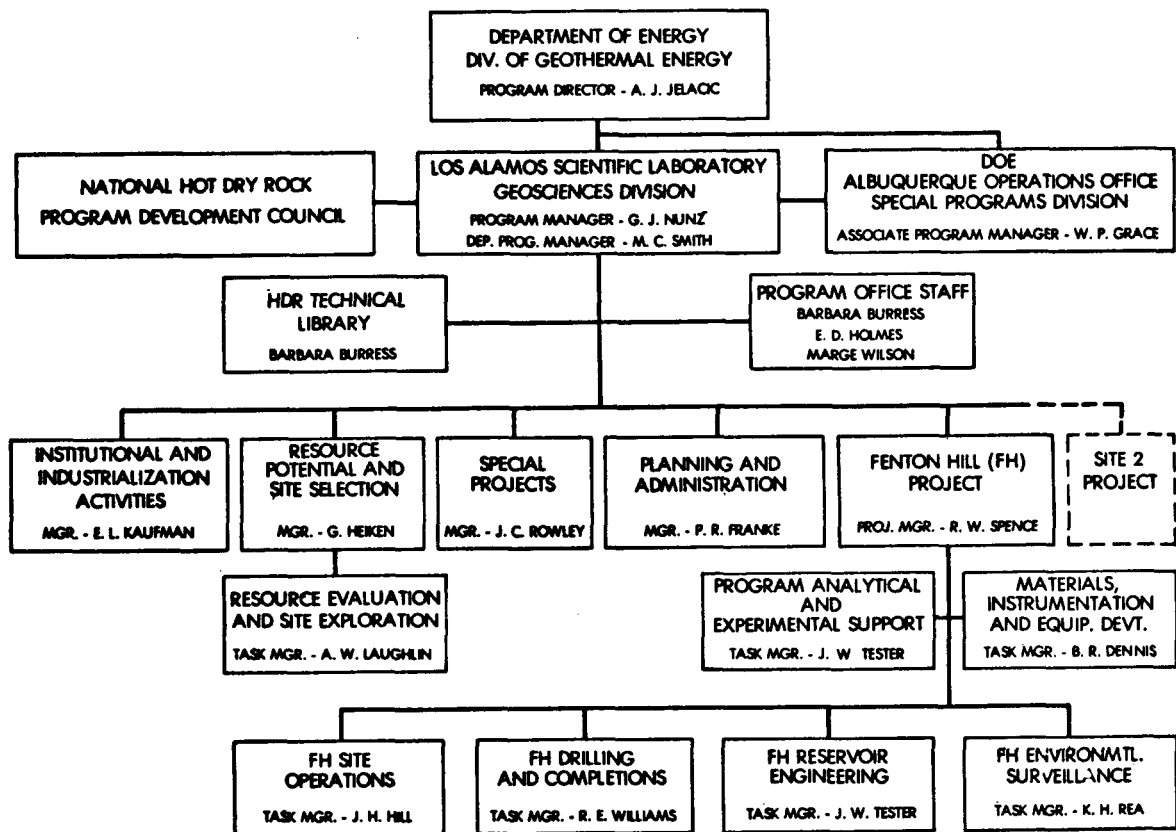 DEPARTMENT OF ENERGY
DIV. OF GEOTHERMAL ENERGY
PROGRAM DIRECTOR - A. J. JELACIC
NATIONAL HOT DRY ROCK
PROGRAM DEVELOPMENT COUNCIL
LOS ALAMOS SCIENTIFIC LABORATORY
GEOSCIENCES DIVISION
PROGRAM MANAGER - G. J. NUNZ
DEP. PROG. MANAGER - M. C. SMITH
DOE
ALBUQUERQUE OPERATIONS OFFICE
SPECIAL PROGRAMS DIVISION
ASSOCIATE PROGRAM MANAGER - W. P. GRACE
HDR TECHNICAL
LIBRARY
BARBARA BURRESS
PROGRAM OFFICE STAFF
BARBARA BURRESS
E. D. HOLMES
MARGE WILSON
INSTITUTIONAL AND
INDUSTRIALIZATION
ACTIVITIES
MGR. - E. L. KAUFMAN
RESOURCE
POTENTIAL AND
SITE SELECTION
MGR. - G. HEIKEN
SPECIAL
PROJECTS
MGR. - J. C. ROWLEY
PLANNING AND
ADMINISTRATION
MGR. - P. R. FRANKE
FENTON HILL (FH)
PROJECT
PROJ. MGR. - R. W. SPENCE
SITE 2
PROJECT
RESOURCE EVALUATION
AND SITE EXPLORATION
TASK MGR. - A. W. LAUGHLIN
PROGRAM ANALYTICAL
AND
EXPERIMENTAL SUPPORT
TASK MGR. - J. W TESTER
MATERIALS,
INSTRUMENTATION
AND EQUIP. DEVT.
TASK MGR. - B. R. DENNIS
FH SITE
OPERATIONS
TASK MGR. - J. H. HILL
FH DRILLING
AND COMPLETIONS
TASK MGR. - R. E. WILLIAMS
FH RESERVOIR
ENGINEERING
TASK MGR. - J. W. TESTER
FH ENVIRONMTL.
SURVEILLANCE
TASK MGR. - K. H. REA